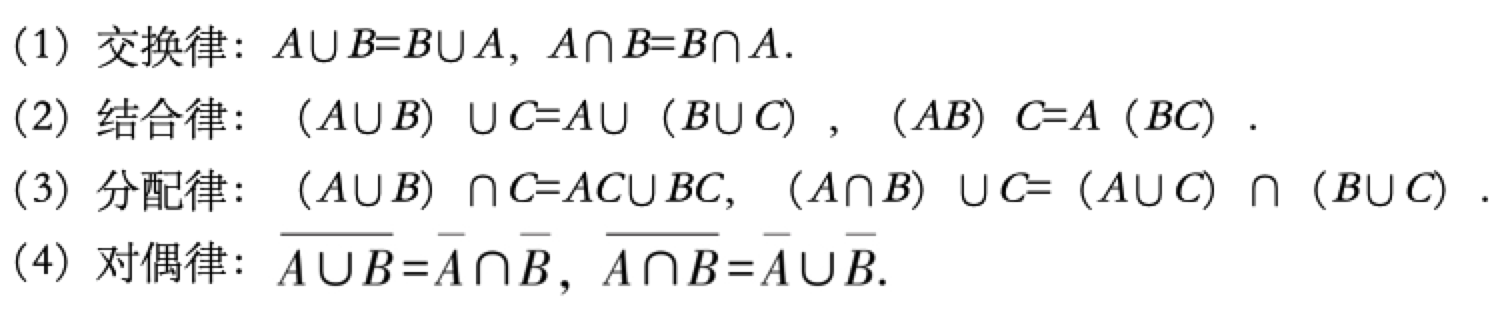 （1）交换律：A∪B=B∪A，A∩B=B∩A.
（2）结合律：（A∪B）∪C=A∪（B∪C），（AB）C=A（BC）.
（3）分配律：（A∪B）∩C=AC∪BC，（A∩B）∪C=（A∪C）∩（B∪C）.
（4）对偶律：$\overline{A∪B}=\overline{A}∩\overline{B}$，$\overline{A∩B}=\overline{A}∪\overline{B}$.